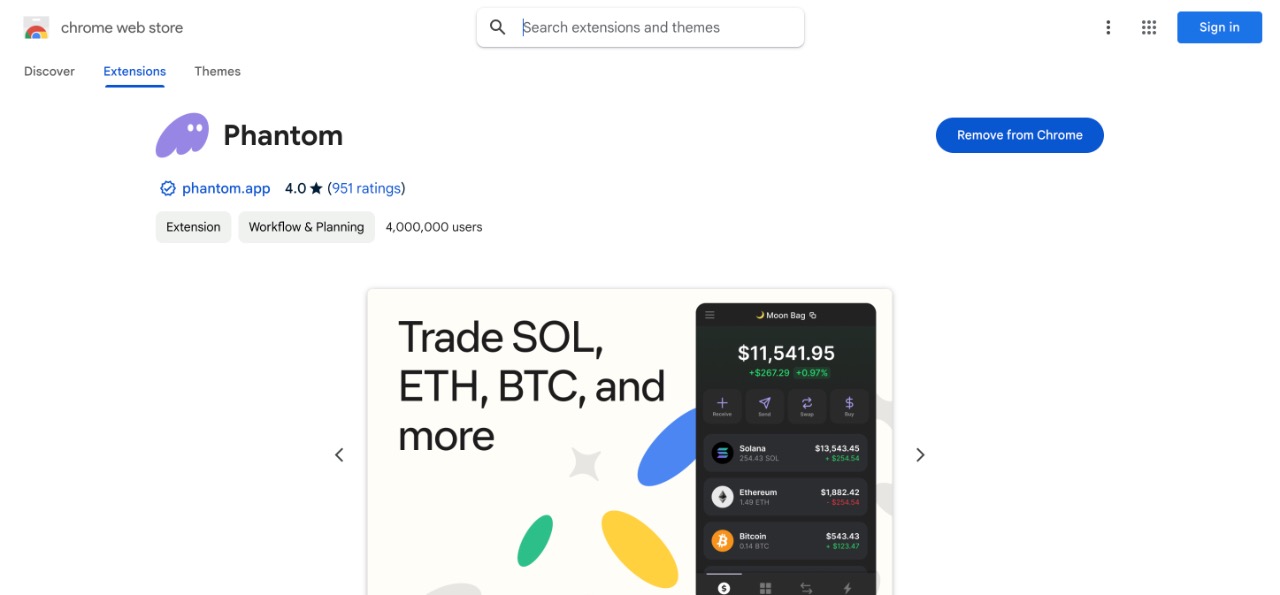 chrome web store
Search extensions and themes
Sign in
Discover Extensions Themes
Phantom
Remove from Chrome
phantom.app 4.0 ★ (951 ratings)
Extension Workflow & Planning 4,000,000 users
Trade SOL,
ETH, BTC, and
more
🌙 Moon Bag
$11,541.95
+$267.29 +0.97%
Receive Send Swap Buy
Solana $13,543.45
254.43 SOL + $254.54
Ethereum $1,882.42
1.49 ETH - $254.54
Bitcoin $543.43
0.14 BTC + $123.47